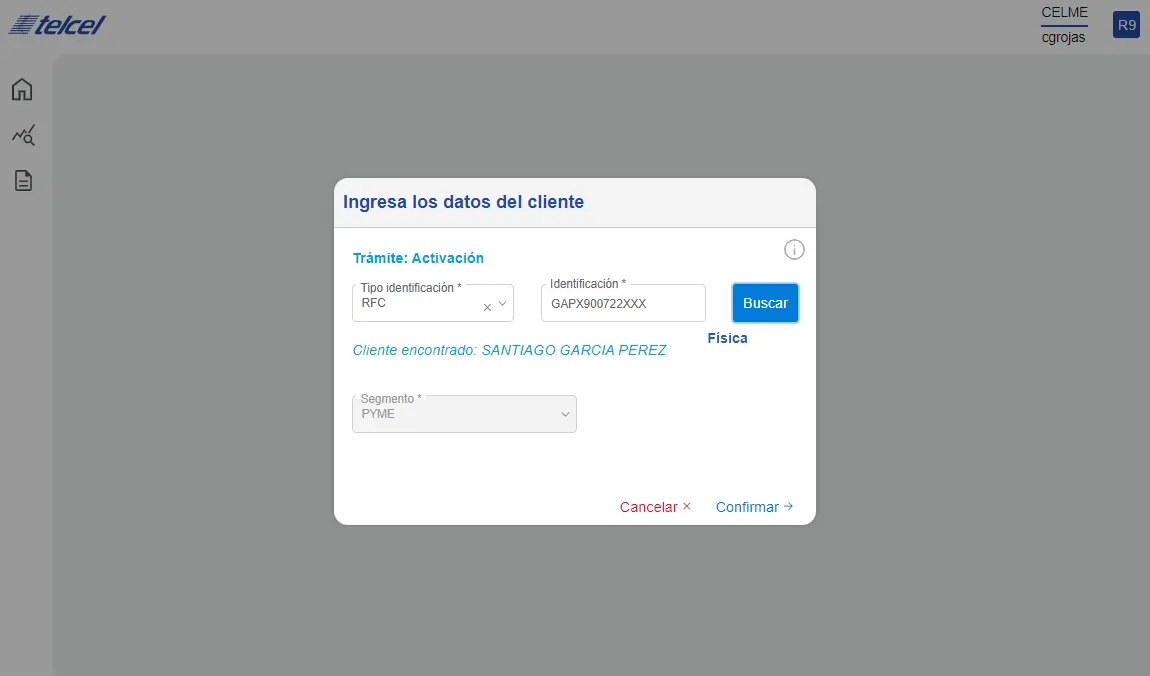 telcel
CELME
cgrojas
R9
Ingresa los datos del cliente
Trámite: Activación
Tipo identificación *
RFC
Identificación *
GAPX900722XXX
Buscar
Física
Cliente encontrado: SANTIAGO GARCIA PEREZ
Segmento *
PYME
Cancelar ×
Confirmar →